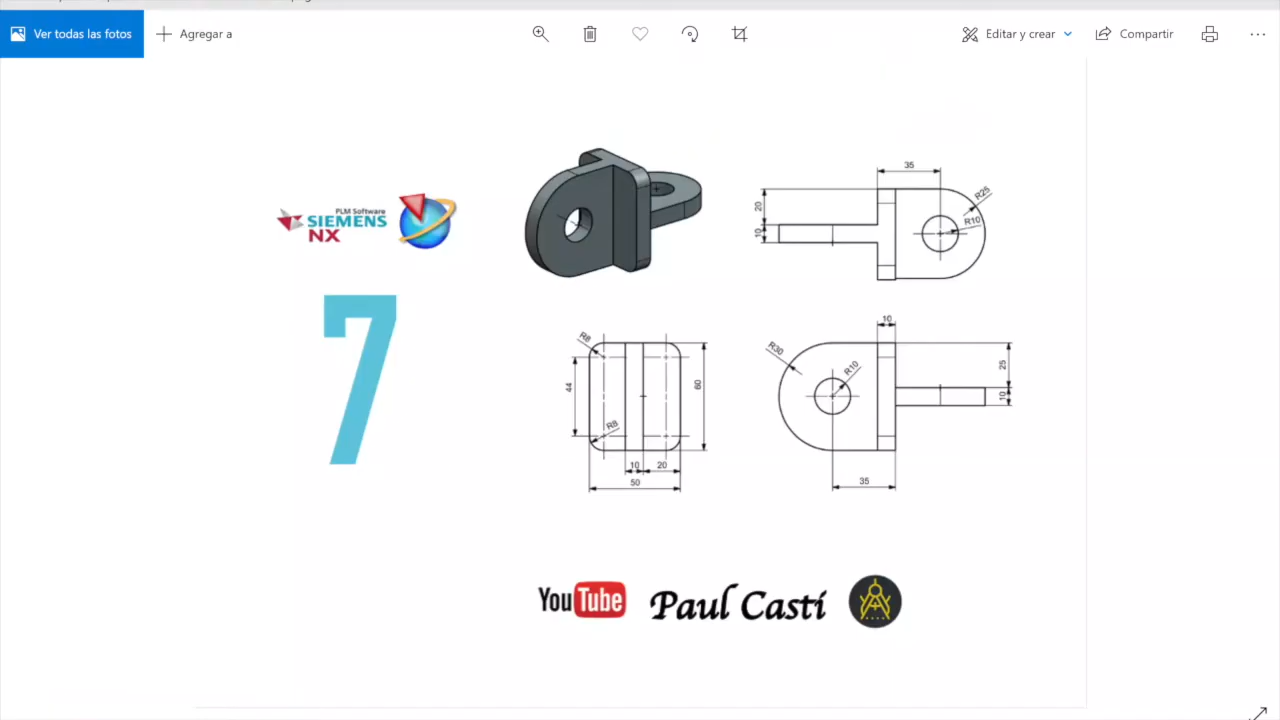 Ver todas las fotos
Agregar a
Editar y crear
Compartir
PLM Software
SIEMENS
NX
7
35
20
10
R25
R10
R8
44
R8
60
10
20
50
10
R30
R10
25
10
35
YouTube
Paul Castí